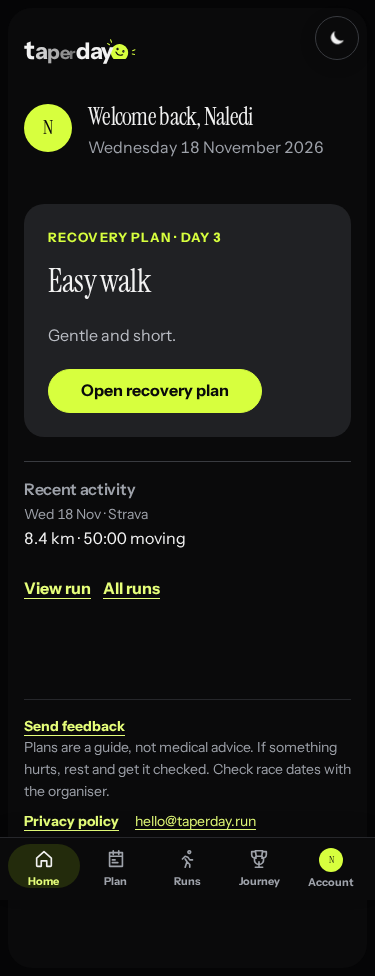 taperday
N
Welcome back, Naledi
Wednesday 18 November 2026
RECOVERY PLAN · DAY 3
Easy walk
Gentle and short.
Open recovery plan
Recent activity
Wed 18 Nov · Strava
8.4 km · 50:00 moving
View run All runs
Send feedback
Plans are a guide, not medical advice. If something
hurts, rest and get it checked. Check race dates with
the organiser.
Privacy policy hello@taperday.run
N
Home Plan Runs Journey Account